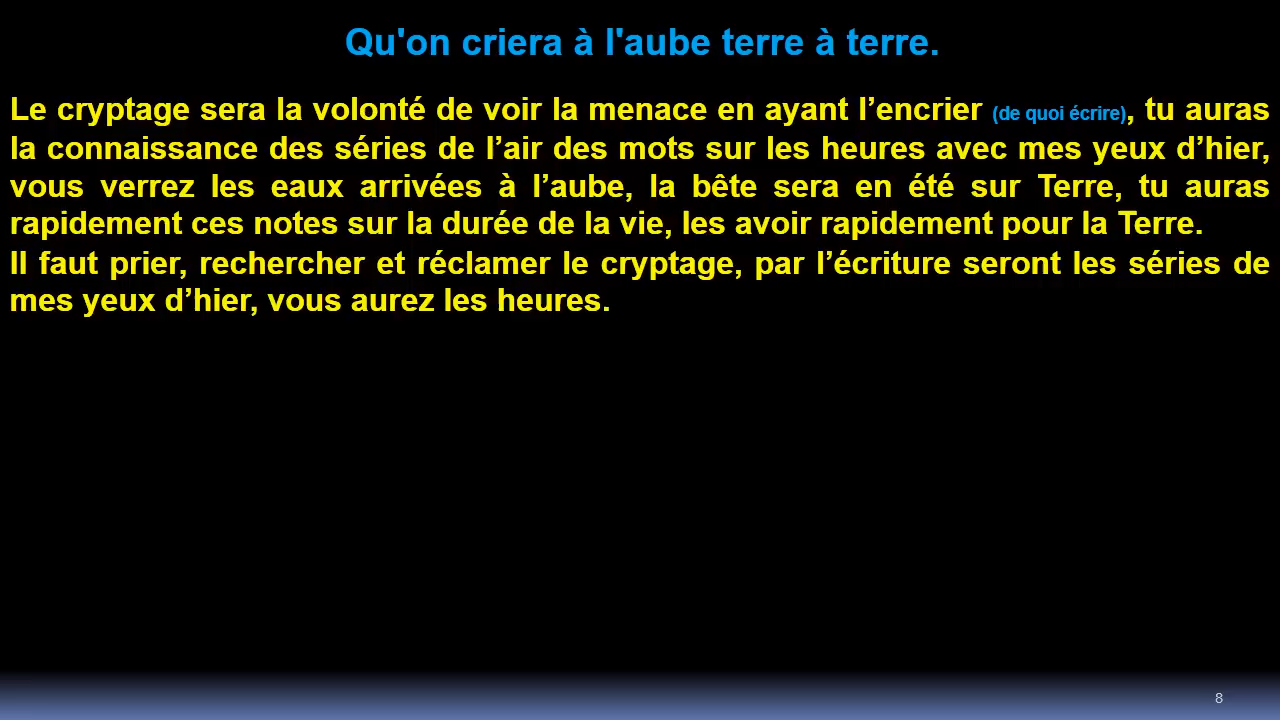 Qu'on criera à l'aube terre à terre.
Le cryptage sera la volonté de voir la menace en ayant l’encrier (de quoi écrire), tu auras
la connaissance des séries de l’air des mots sur les heures avec mes yeux d’hier,
vous verrez les eaux arrivées à l’aube, la bête sera en été sur Terre, tu auras
rapidement ces notes sur la durée de la vie, les avoir rapidement pour la Terre.
Il faut prier, rechercher et réclamer le cryptage, par l’écriture seront les séries de
mes yeux d’hier, vous aurez les heures.
8